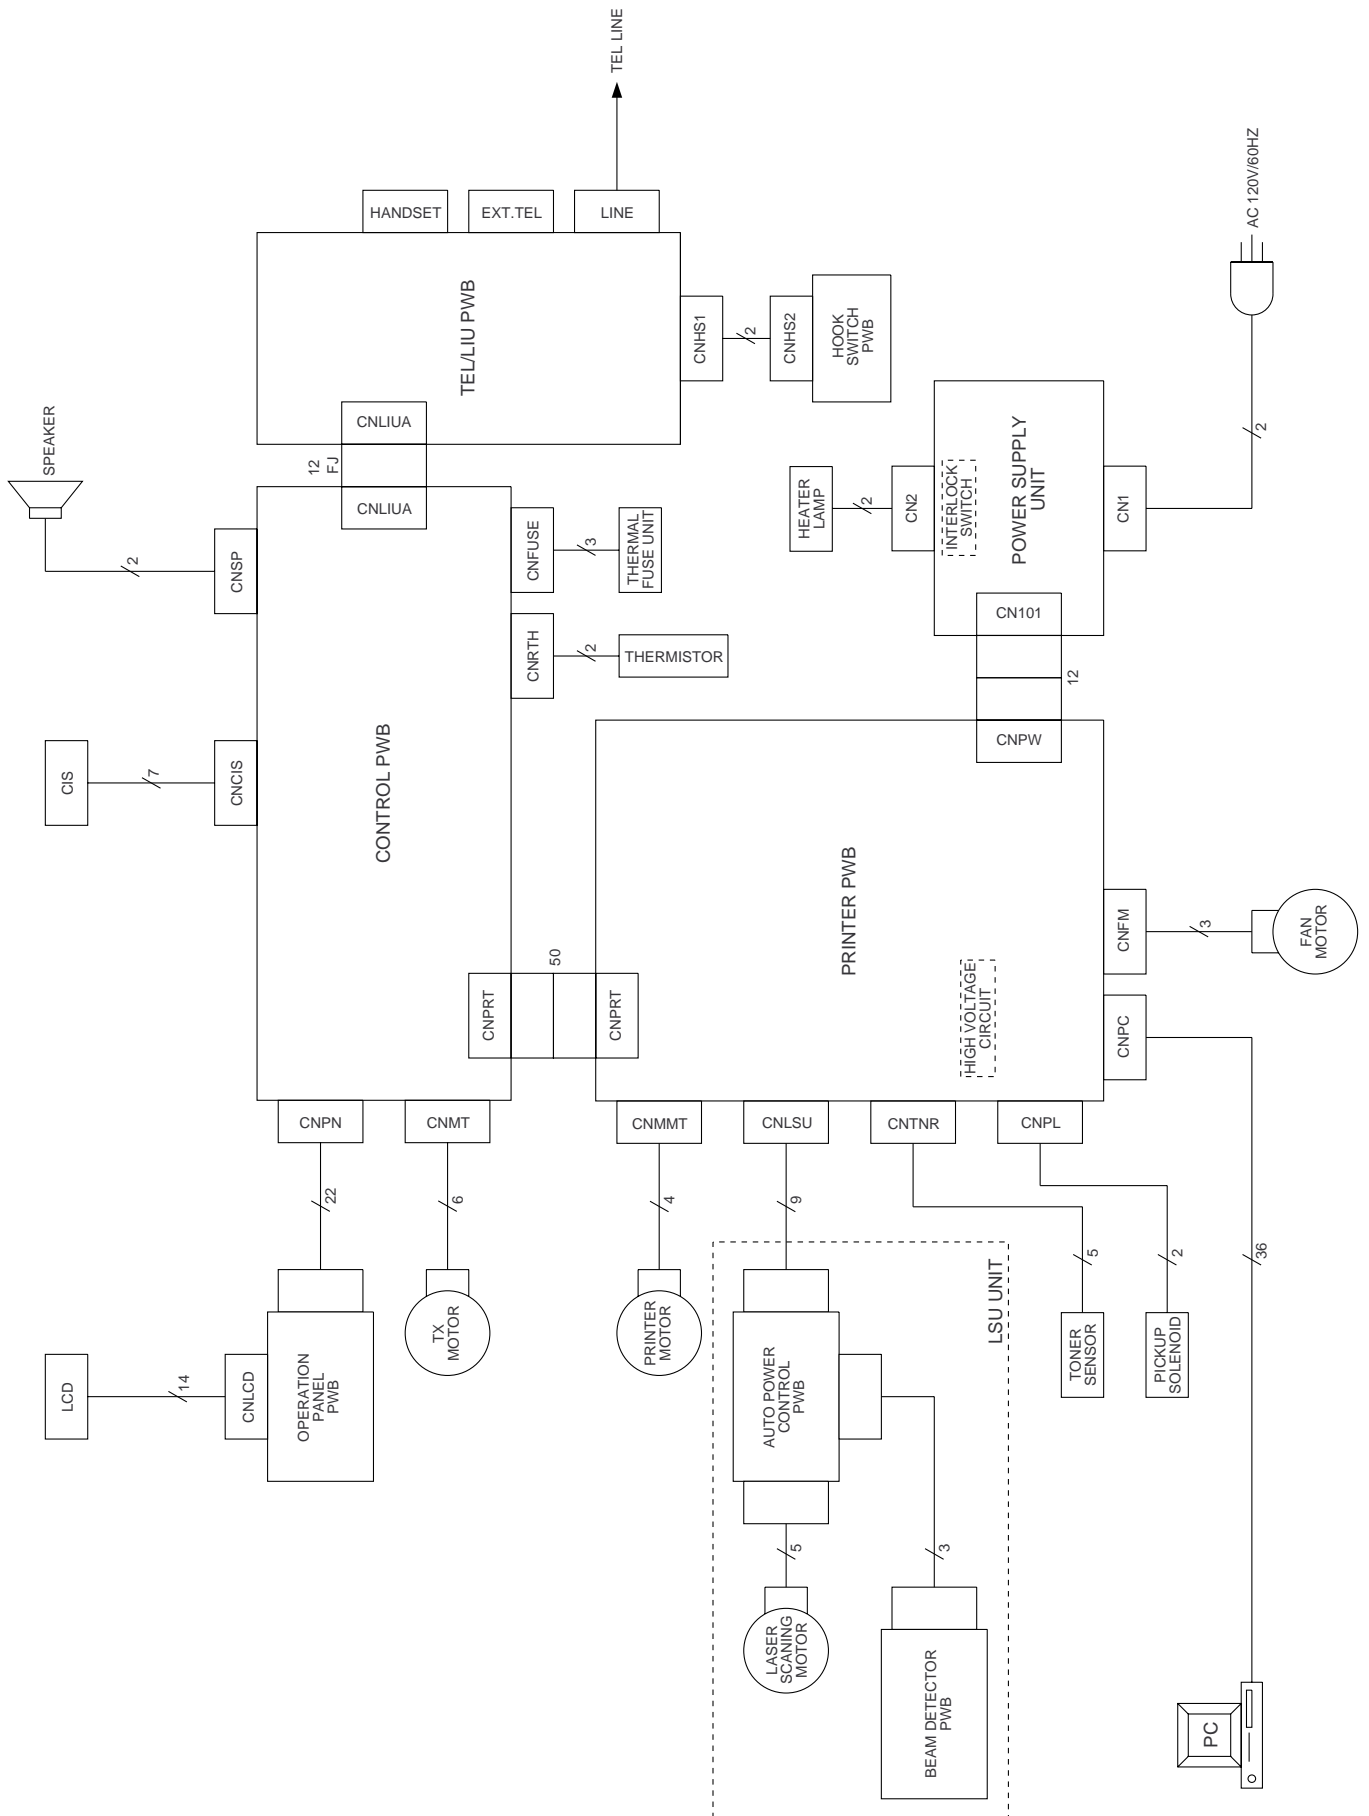 TEL LINE
HANDSET
EXT.TEL
LINE
TEL/LIU PWB
CNHS1
2
CNHS2
HOOK
SWITCH
PWB
CNLIUA
12
FJ
CNLIUA
SPEAKER
2
CNSP
CIS
7
CNCIS
CONTROL PWB
CNFUSE
3
THERMAL
FUSE UNIT
CNRTH
2
THERMISTOR
AC 120V/60HZ
2
HEATER
LAMP
2
CN2
INTERLOCK
SWITCH
POWER SUPPLY
UNIT
CN1
CN101
12
CNPW
PRINTER PWB
HIGH VOLTAGE
CIRCUIT
CNFM
3
FAN
MOTOR
CNPC
36
CNPRT
50
CNPRT
CNPN
22
CNMT
6
CNMMT
4
CNLSU
9
CNTNR
5
CNPL
2
LCD
14
CNLCD
OPERATION
PANEL
PWB
TX
MOTOR
PRINTER
MOTOR
LSU UNIT
AUTO POWER
CONTROL
PWB
TONER
SENSOR
PICKUP
SOLENOID
5
3
LASER
SCANING
MOTOR
BEAM DETECTOR
PWB
PC